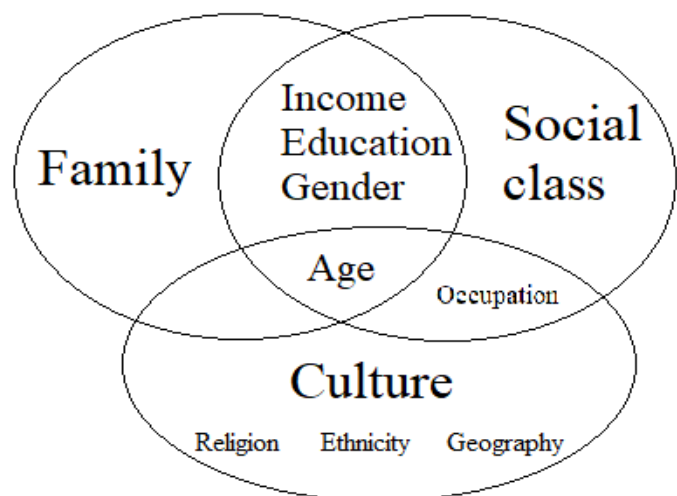 Family
Income
Education
Gender
Social
class
Age
Occupation
Culture
Religion Ethnicity Geography